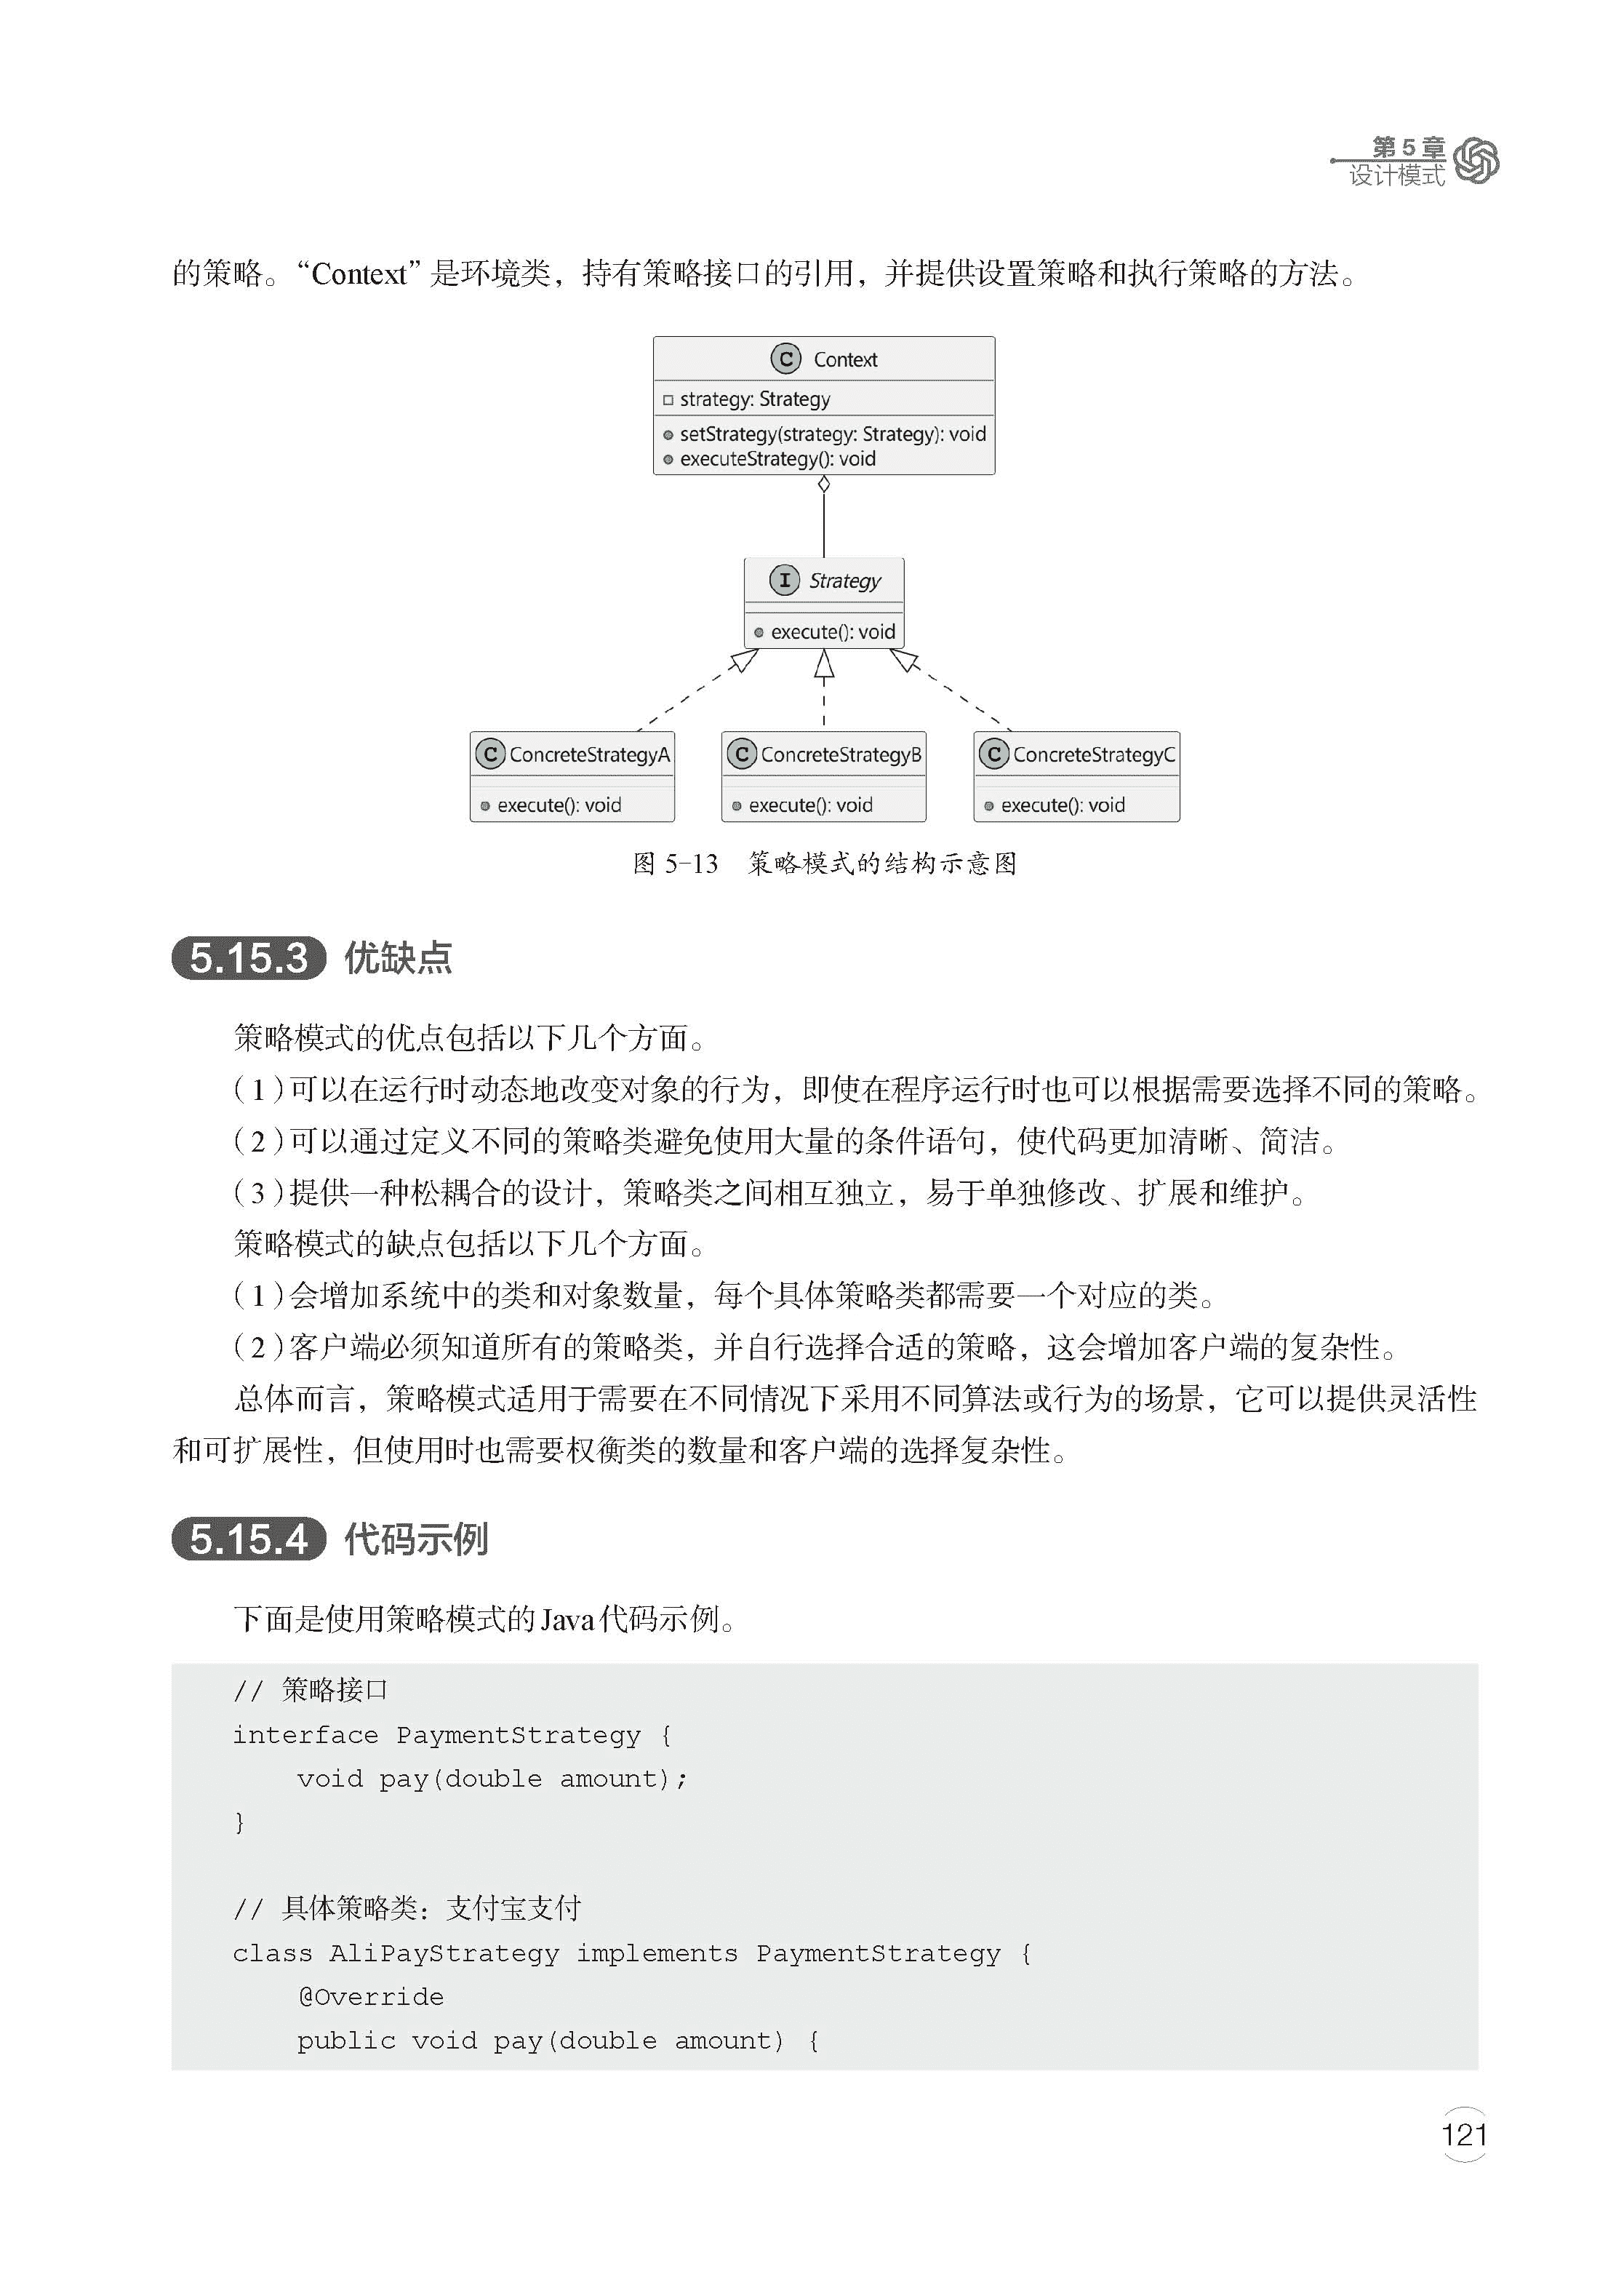 第5章
设计模式
的策略。“Context”是环境类，持有策略接口的引用，并提供设置策略和执行策略的方法。
C Context
strategy: Strategy
setStrategy(strategy: Strategy): void
executeStrategy(): void
I Strategy
execute(): void
C ConcreteStrategyA
execute(): void
C ConcreteStrategyB
execute(): void
C ConcreteStrategyC
execute(): void
图 5-13 策略模式的结构示意图
5.15.3 优缺点
策略模式的优点包括以下几个方面。
（1）可以在运行时动态地改变对象的行为，即使在程序运行时也可以根据需要选择不同的策略。
（2）可以通过定义不同的策略类避免使用大量的条件语句，使代码更加清晰、简洁。
（3）提供一种松耦合的设计，策略类之间相互独立，易于单独修改、扩展和维护。
策略模式的缺点包括以下几个方面。
（1）会增加系统中的类和对象数量，每个具体策略类都需要一个对应的类。
（2）客户端必须知道所有的策略类，并自行选择合适的策略，这会增加客户端的复杂性。
总体而言，策略模式适用于需要在不同情况下采用不同算法或行为的场景，它可以提供灵活性
和可扩展性，但使用时也需要权衡类的数量和客户端的选择复杂性。
5.15.4 代码示例
下面是使用策略模式的Java代码示例。
// 策略接口
interface PaymentStrategy {
    void pay(double amount);
}
// 具体策略类：支付宝支付
class AliPayStrategy implements PaymentStrategy {
    @Override
    public void pay(double amount) {
121